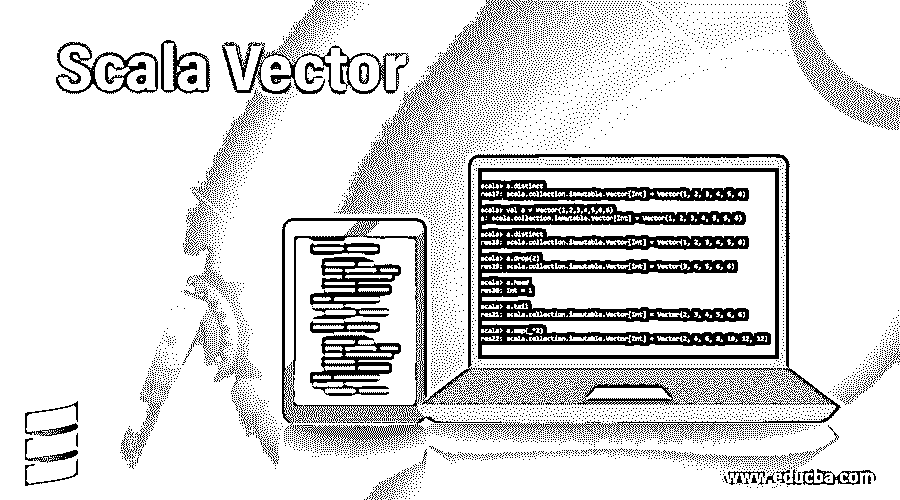 Scala Vector
scala> a.distinct
res17: scala.collection.immutable.Vector[Int] = Vector(1, 2, 3, 4, 5, 6)
scala> val a = Vector(1,2,3,4,5,6,6)
a: scala.collection.immutable.Vector[Int] = Vector(1, 2, 3, 4, 5, 6, 6)
scala> a.distinct
res18: scala.collection.immutable.Vector[Int] = Vector(1, 2, 3, 4, 5, 6)
scala> a.drop(2)
res19: scala.collection.immutable.Vector[Int] = Vector(3, 4, 5, 6, 6)
scala> a.head
res20: Int = 1
scala> a.tail
res21: scala.collection.immutable.Vector[Int] = Vector(2, 3, 4, 5, 6, 6)
scala> a.map(_*2)
res22: scala.collection.immutable.Vector[Int] = Vector(2, 4, 6, 8, 10, 12, 12)
www.educba.com